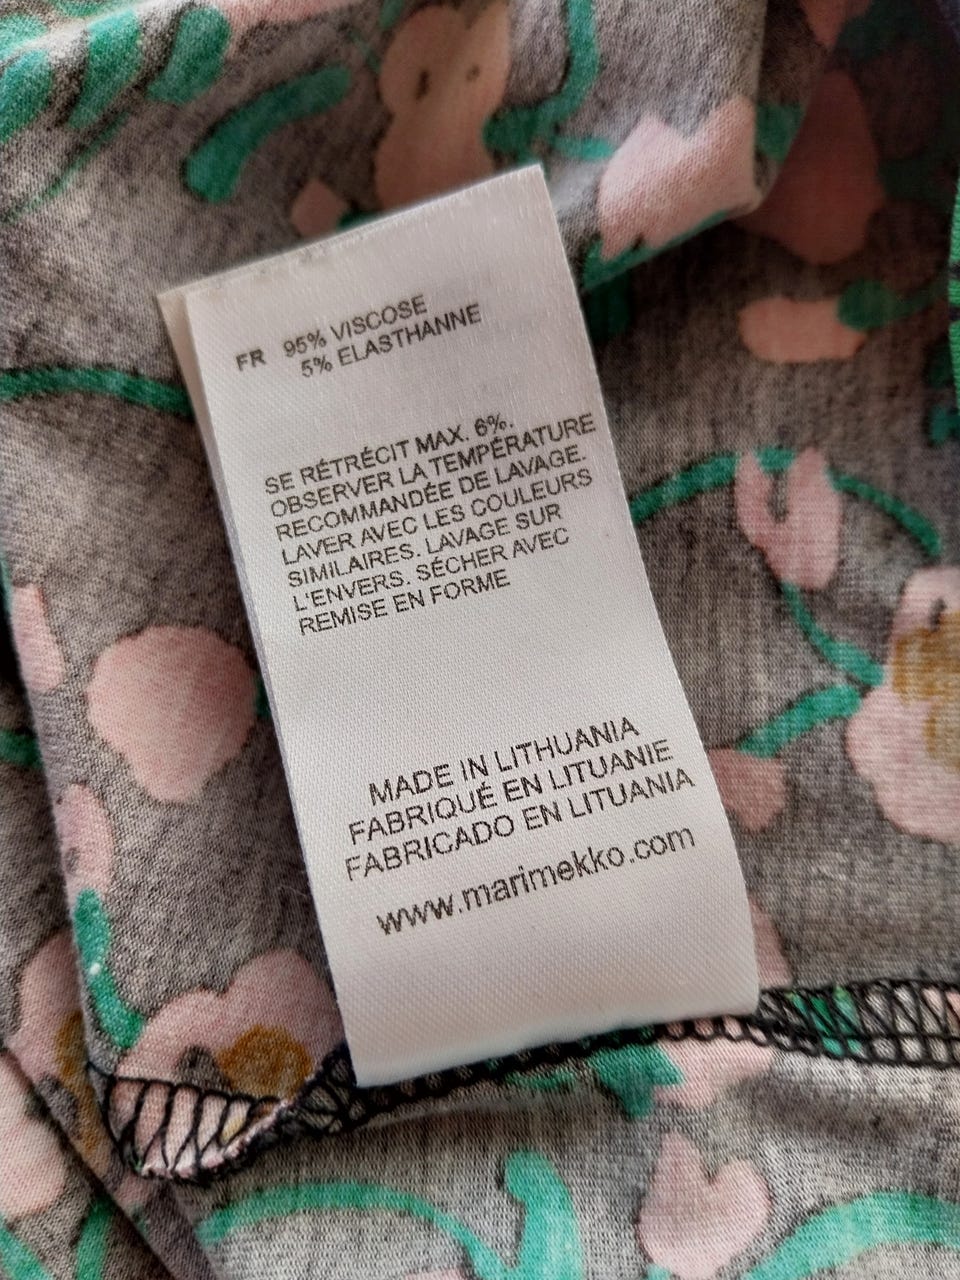 FR 95% VISCOSE
5% ELASTHANNE
SE RÉTRÉCIT MAX. 6%.
OBSERVER LA TEMPÉRATURE
RECOMMANDÉE DE LAVAGE.
LAVER AVEC LES COULEURS
SIMILAIRES. LAVAGE SUR
L'ENVERS. SÉCHER AVEC
REMISE EN FORME
MADE IN LITHUANIA
FABRIQUÉ EN LITUANIE
FABRICADO EN LITUANIA
www.marimekko.com